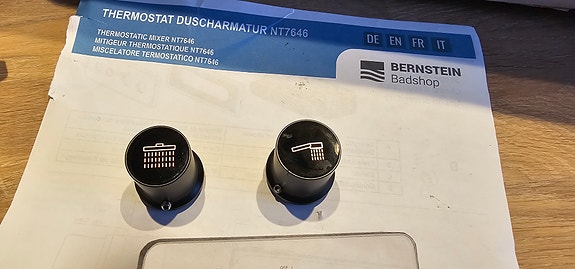 THERMOSTAT DUSCHARMATUR NT7646
THERMOSTATIC MIXER NT7646
MITIGEUR THERMOSTATIQUE NT7646
MISCELATORE TERMOSTATICO NT7646
DE EN FR IT
BERNSTEIN
Badshop